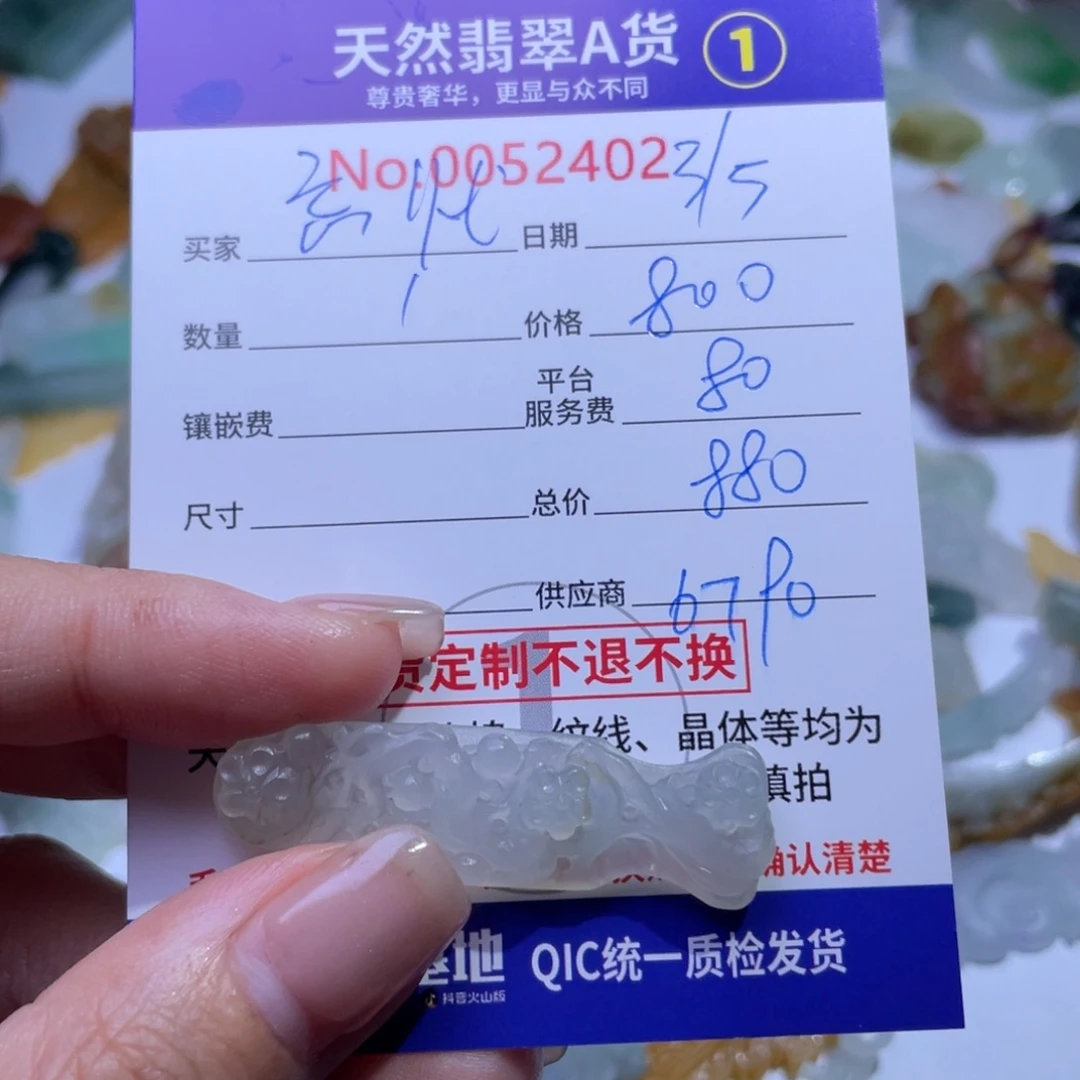 天然翡翠A货 1
尊贵奢华，更显与众不同
No:0052402
买家 日期 3/5
数量 1 价格 800
镶嵌费 平台服务费 80
尺寸 总价 880
供应商
货定制不退不换
天 纹线、晶体等均为
慎拍
确认清楚
基地 QIC统一质检发货
抖音火山版